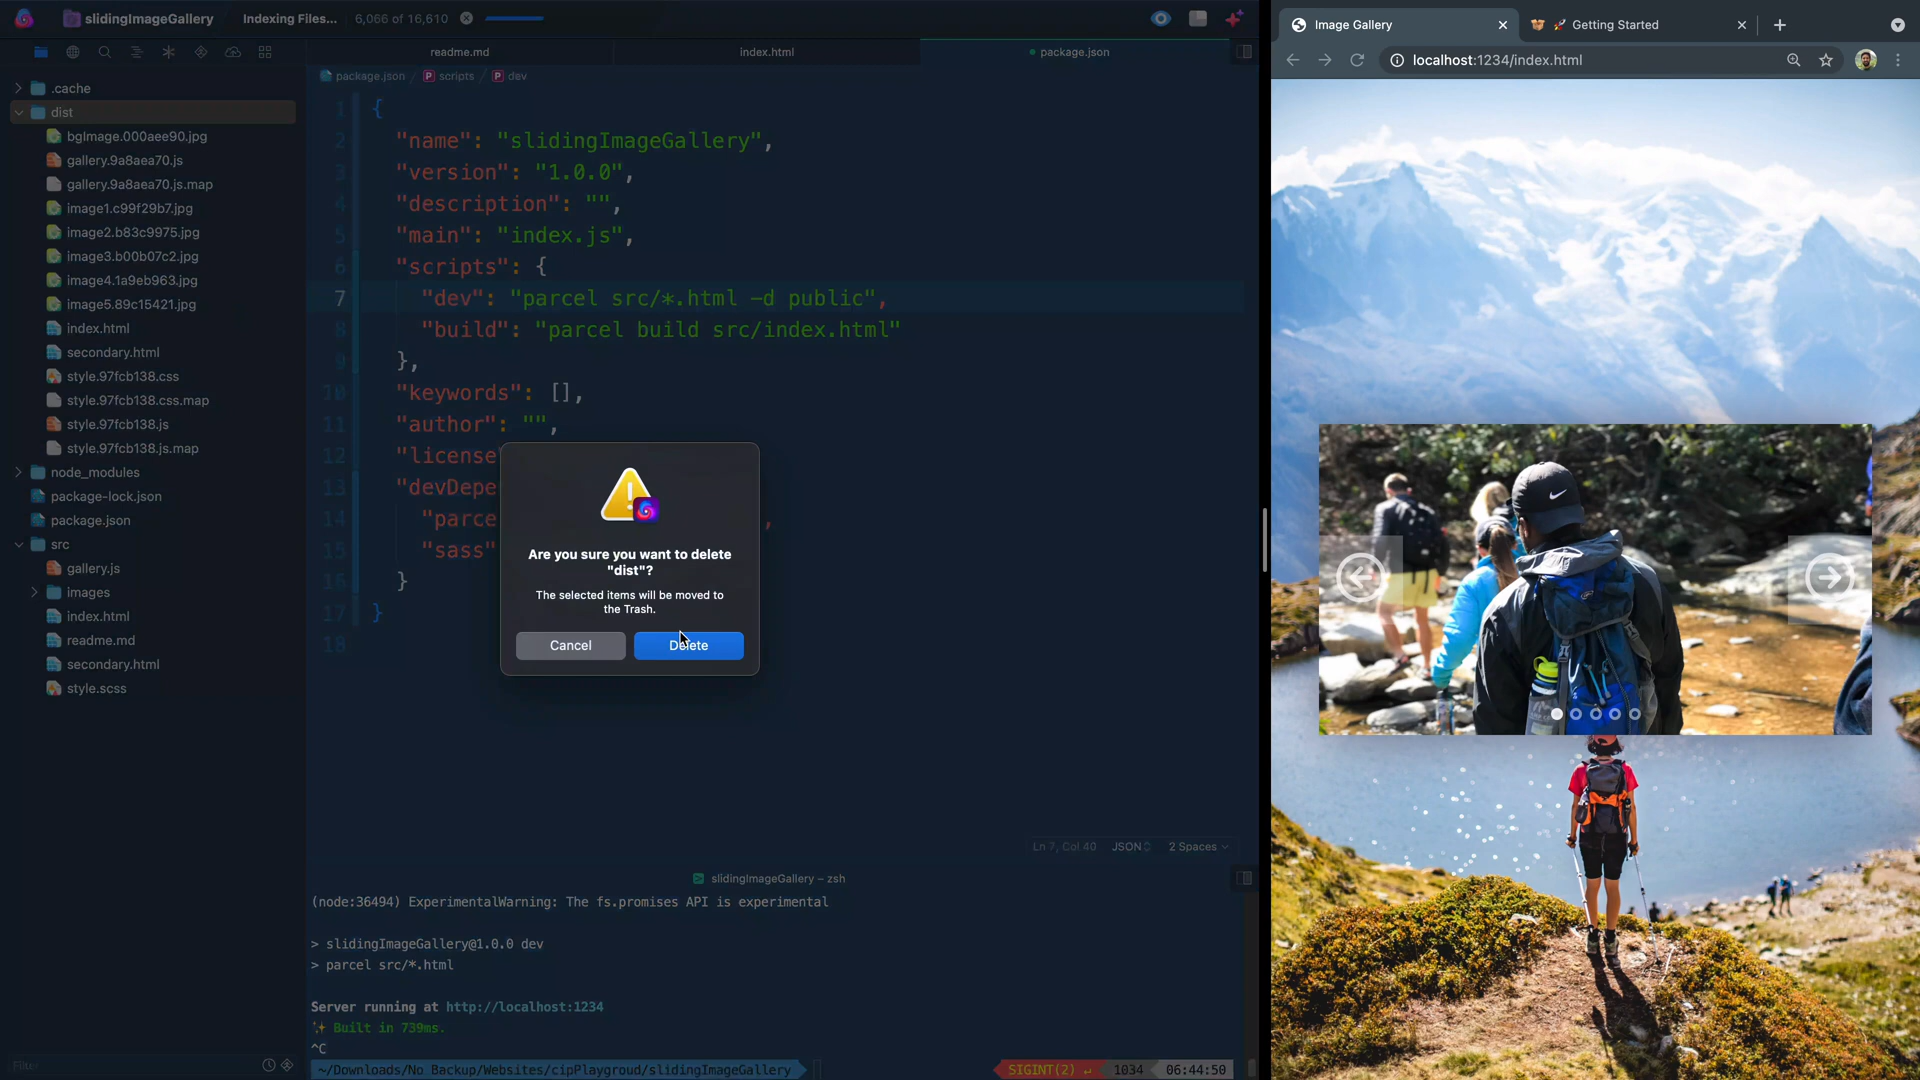 slidingImageGallery
Indexing Files...
6,066 of 16,610
readme.md
index.html
package.json
package.json
scripts
dev
.cache
dist
bgImage.000aee90.jpg
gallery.9a8aea70.js
gallery.9a8aea70.js.map
image1.c99f29b7.jpg
image2.b83c9975.jpg
image3.b00b07c2.jpg
image4.1a9eb963.jpg
image5.89c15421.jpg
index.html
secondary.html
style.97fcb138.css
style.97fcb138.css.map
style.97fcb138.js
style.97fcb138.js.map
node_modules
package-lock.json
package.json
src
gallery.js
images
index.html
readme.md
secondary.html
style.scss
Filter
1 {
2 "name": "slidingImageGallery",
3 "version": "1.0.0",
4 "description": "",
5 "main": "index.js",
6 "scripts": {
7 "dev": "parcel src/*.html -d public",
8 "build": "parcel build src/index.html"
9 },
10 "keywords": [],
11 "author": "",
12 "license
13 "devDepe
14 "parce ,
15 "sass"
16 }
17 }
18
Are you sure you want to delete
"dist"?
The selected items will be moved to
the Trash.
Cancel
Delete
Ln 7, Col 40
JSON
2 Spaces
slidingImageGallery – zsh
(node:36494) ExperimentalWarning: The fs.promises API is experimental
> slidingImageGallery@1.0.0 dev
> parcel src/*.html
Server running at http://localhost:1234
✨ Built in 739ms.
^C
~/Downloads/No Backup/Websites/cipPlaygroud/slidingImageGallery
SIGINT(2) ↵
1034
06:44:50
Image Gallery
🚀 Getting Started
localhost:1234/index.html